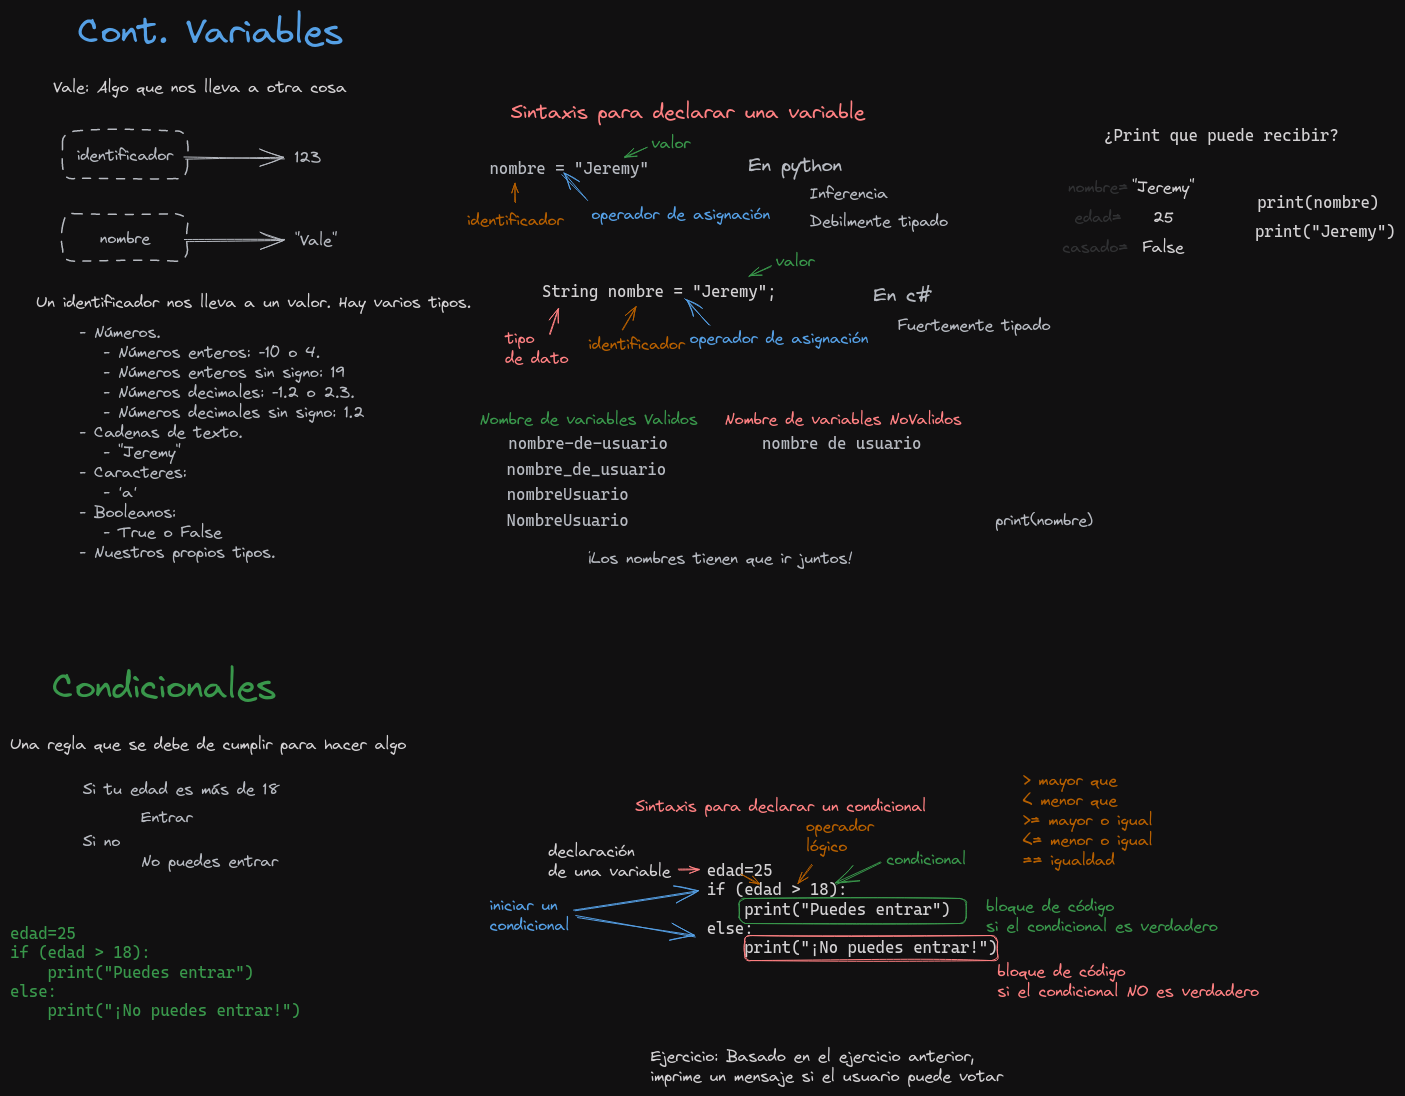 Cont. Variables
Vale: Algo que nos lleva a otra cosa
identificador
123
nombre
"Vale"
Un identificador nos lleva a un valor. Hay varios tipos.
- Números.
- Números enteros: -10 o 4.
- Números enteros sin signo: 19
- Números decimales: -1.2 o 2.3.
- Números decimales sin signo: 1.2
- Cadenas de texto.
- "Jeremy"
- Caracteres:
- 'a'
- Booleanos:
- True o False
- Nuestros propios tipos.
Sintaxis para declarar una variable
valor
nombre = "Jeremy"
identificador
operador de asignación
En python
Inferencia
Debilmente tipado
valor
String nombre = "Jeremy";
tipo
de dato
identificador
operador de asignación
En c#
Fuertemente tipado
Nombre de variables Validos
nombre-de-usuario
nombre_de_usuario
nombreUsuario
NombreUsuario
Nombre de variables NoValidos
nombre de usuario
¡Los nombres tienen que ir juntos!
¿Print que puede recibir?
nombre= "Jeremy"
edad= 25
casado= False
print(nombre)
print("Jeremy")
print(nombre)
Condicionales
Una regla que se debe de cumplir para hacer algo
Si tu edad es más de 18
Entrar
Si no
No puedes entrar
edad=25
if (edad > 18):
print("Puedes entrar")
else:
print("¡No puedes entrar!")
Sintaxis para declarar un condicional
operador
lógico
condicional
declaración
de una variable
iniciar un
condicional
edad=25
if (edad > 18):
print("Puedes entrar")
else:
print("¡No puedes entrar!")
bloque de código
si el condicional es verdadero
bloque de código
si el condicional NO es verdadero
> mayor que
< menor que
>= mayor o igual
<= menor o igual
== igualdad
Ejercicio: Basado en el ejercicio anterior,
imprime un mensaje si el usuario puede votar